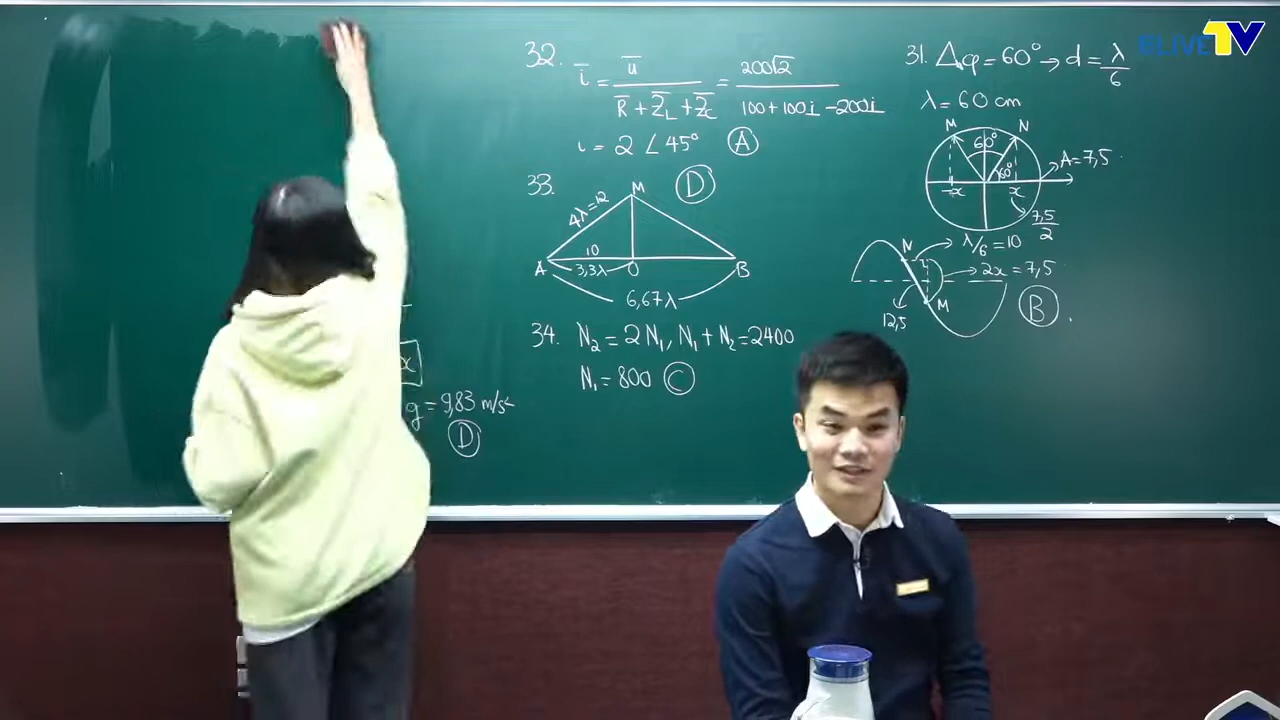 BLIVE TV
x
g = 9,83 m/s²
D
32. i = u / (R + Z_L + Z_C) = 200√2 / (100 + 100i - 200i)
i = 2 ∠ 45° A
33. D
M
4λ = 12
10
A 3,3λ O B
6,67λ
34. N₂ = 2N₁, N₁ + N₂ = 2400
N₁ = 800 C
31. Δφ = 60° → d = λ/6
λ = 60 cm
M N
60°
60° A = 7,5
-x x
7,5/2
N λ/6 = 10
2x = 7,5
12,5 M B